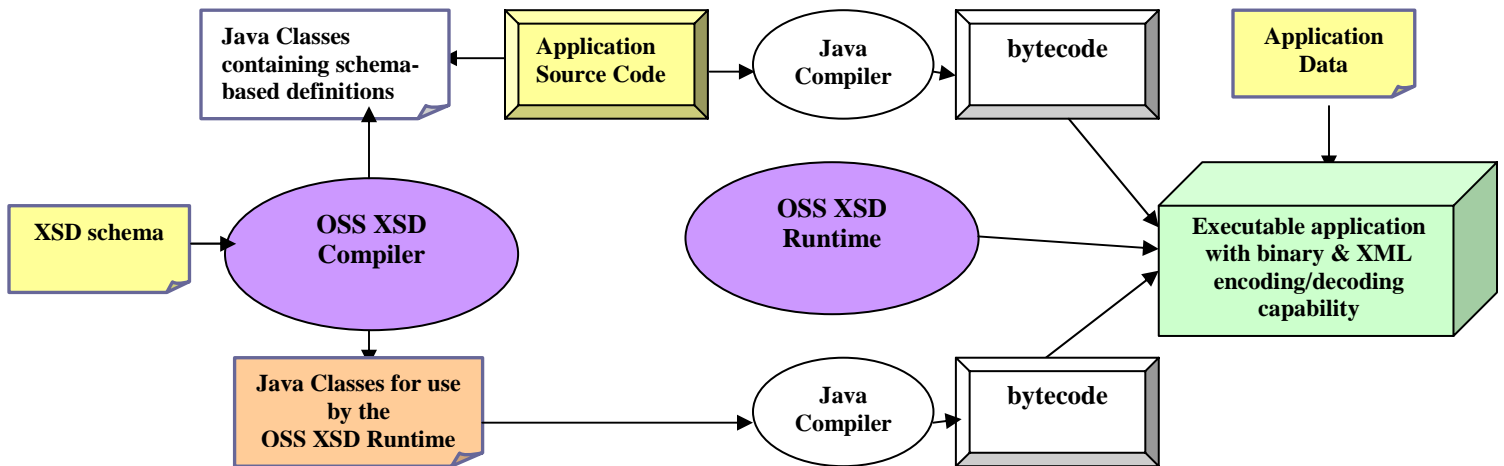 Java Classes
containing schema-
based definitions
Application
Source Code
Java
Compiler
bytecode
Application
Data
XSD schema
OSS XSD
Compiler
OSS XSD
Runtime
Executable application
with binary & XML
encoding/decoding
capability
Java Classes for use
by the
OSS XSD Runtime
Java
Compiler
bytecode